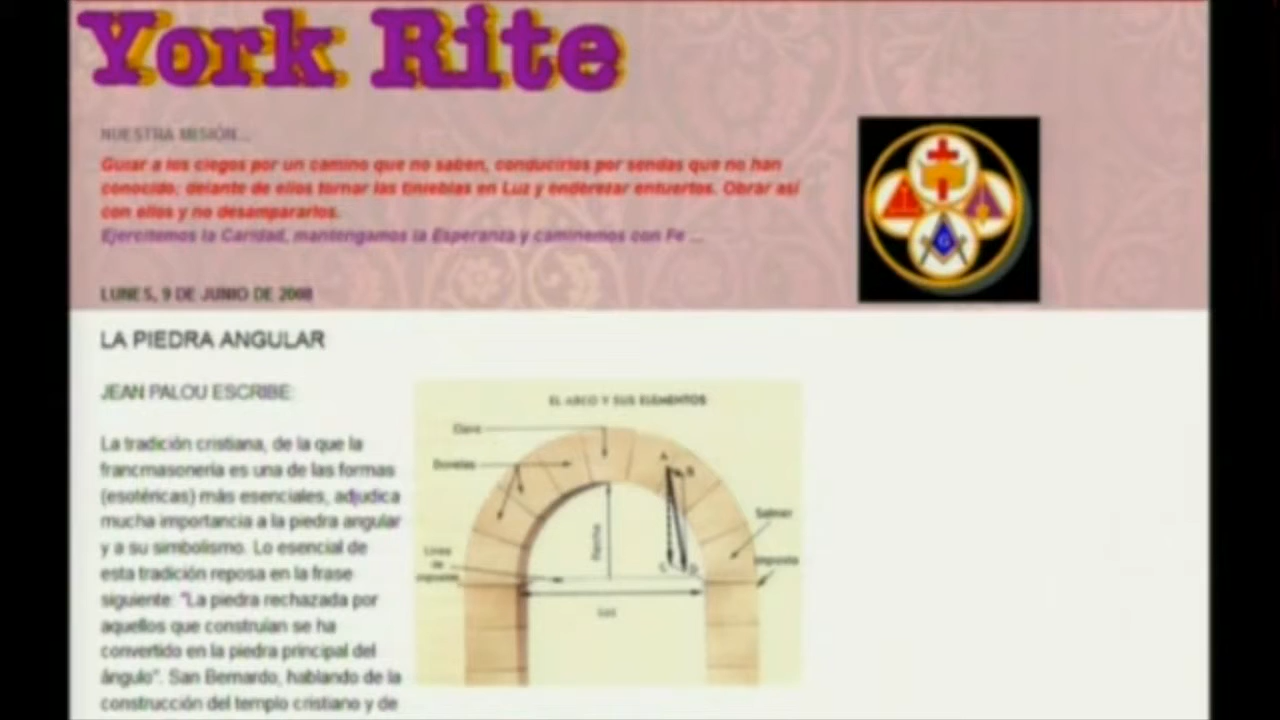 York Rite
NUESTRA MISIÓN...
Guiar a los ciegos por un camino que no saben, conducirlos por sendas que no han
conocido; delante de ellos tornar las tinieblas en Luz y enderezar entuertos. Obrar así
con ellos y no desampararlos.
Ejercitemos la Caridad, mantengamos la Esperanza y caminemos con Fe ...
LUNES, 9 DE JUNIO DE 2008
LA PIEDRA ANGULAR
JEAN PALOU ESCRIBE:
La tradición cristiana, de la que la
francmasonería es una de las formas
(esotéricas) más esenciales, adjudica
mucha importancia a la piedra angular
y a su simbolismo. Lo esencial de
esta tradición reposa en la frase
siguiente: "La piedra rechazada por
aquellos que construían se ha
convertido en la piedra principal del
ángulo". San Bernardo, hablando de la
construcción del templo cristiano y de
EL ARCO Y SUS ELEMENTOS
Clave
Dovelas
A
B
Salmer
Flecha
Línea
de
impostas
Imposta
C
D
Luz
G